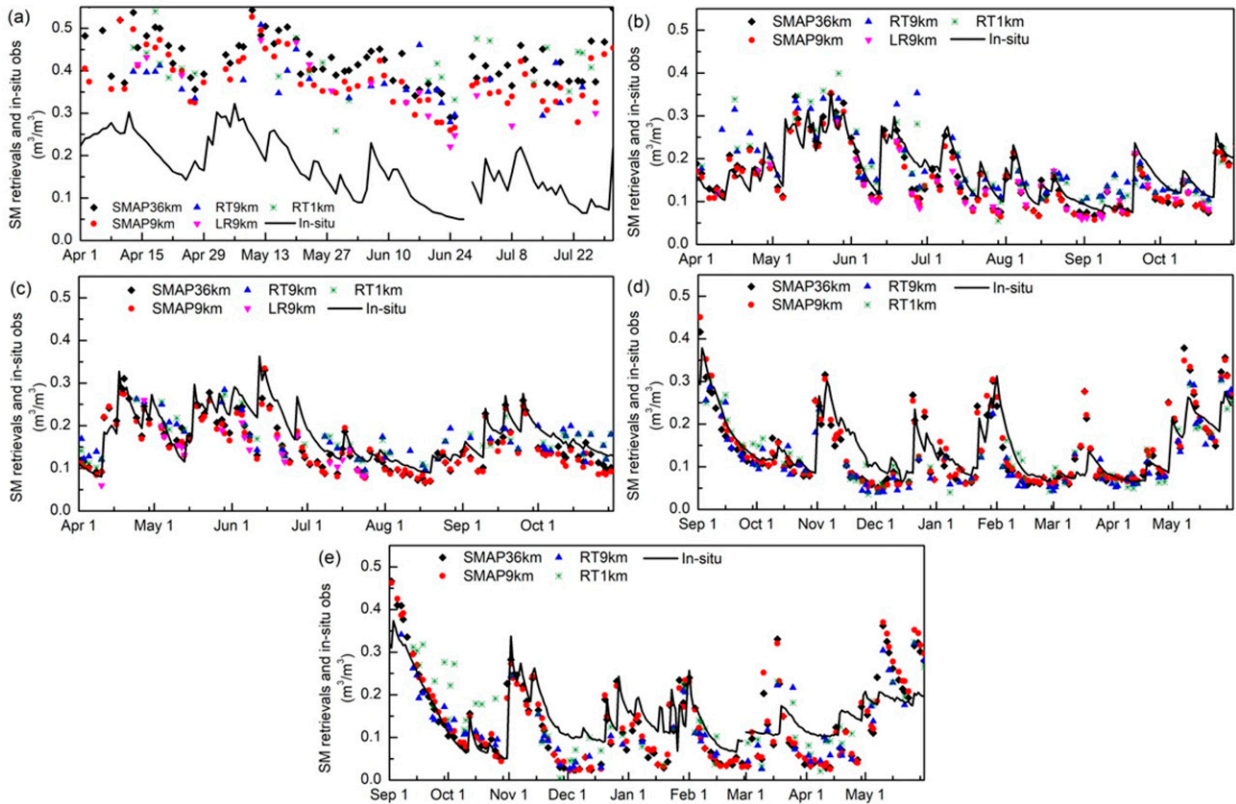 (a)
SM retrievals and in-situ obs
(m³/m³)
0.5
0.4
0.3
0.2
0.1
0.0
SMAP36km RT9km RT1km
SMAP9km LR9km In-situ
Apr 1 Apr 15 Apr 29 May 13 May 27 Jun 10 Jun 24 Jul 8 Jul 22
(b)
SMAP36km RT9km RT1km
SMAP9km LR9km In-situ
SM retrievals and in-situ obs
(m³/m³)
0.5
0.4
0.3
0.2
0.1
0.0
Apr 1 May 1 Jun 1 Jul 1 Aug 1 Sep 1 Oct 1
(c)
SMAP36km RT9km RT1km
SMAP9km LR9km In-situ
SM retrievals and in-situ obs
(m³/m³)
0.5
0.4
0.3
0.2
0.1
0.0
Apr 1 May 1 Jun 1 Jul 1 Aug 1 Sep 1 Oct 1
(d)
SMAP36km RT9km In-situ
SMAP9km RT1km
SM retrievals and in-situ obs
(m³/m³)
0.5
0.4
0.3
0.2
0.1
0.0
Sep 1 Oct 1 Nov 1 Dec 1 Jan 1 Feb 1 Mar 1 Apr 1 May 1
(e)
SMAP36km RT9km In-situ
SMAP9km RT1km
SM retrievals and in-situ obs
(m³/m³)
0.5
0.4
0.3
0.2
0.1
0.0
Sep 1 Oct 1 Nov 1 Dec 1 Jan 1 Feb 1 Mar 1 Apr 1 May 1